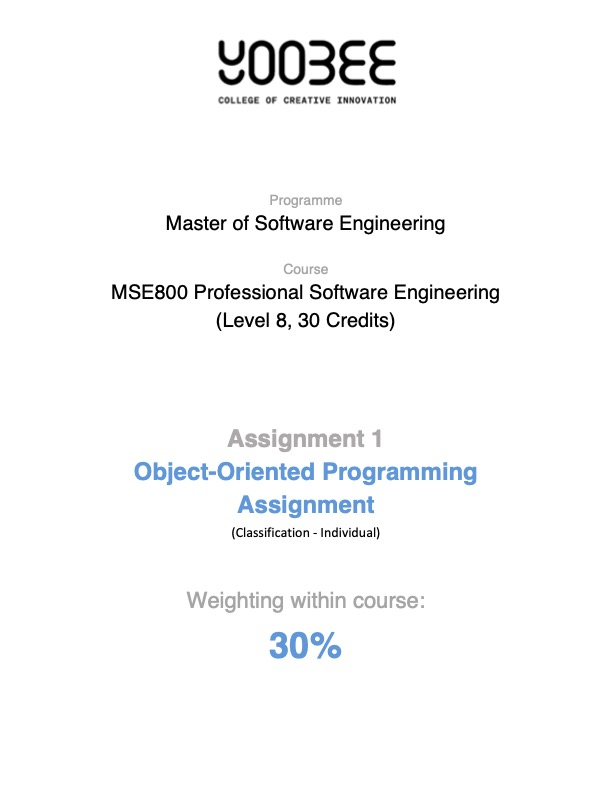 YOOBEE
COLLEGE OF CREATIVE INNOVATION
Programme
Master of Software Engineering
Course
MSE800 Professional Software Engineering
(Level 8, 30 Credits)
Assignment 1
Object-Oriented Programming
Assignment
(Classification - Individual)
Weighting within course:
30%